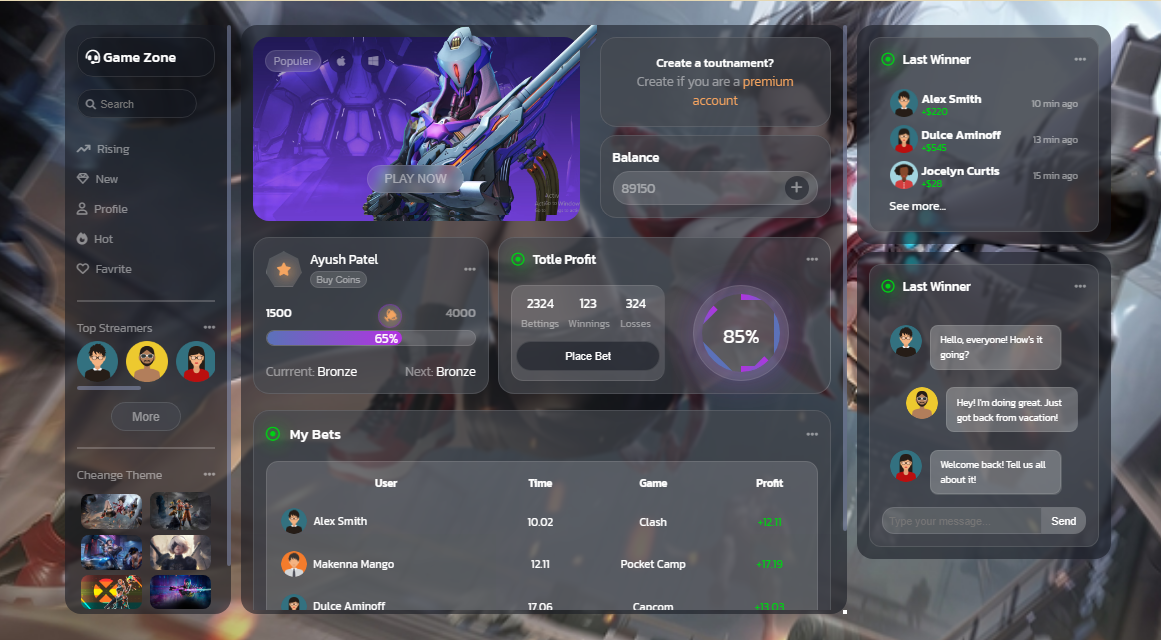 Game Zone
Search
Rising
New
Profile
Hot
Favrite
Top Streamers
More
Cheange Theme
Populer
PLAY NOW
Create a toutnament?
Create if you are a premium
account
Balance
89150
Ayush Patel
Buy Coins
1500
4000
65%
Currrent: Bronze
Next: Bronze
Totle Profit
2324 123 324
Bettings Winnings Losses
Place Bet
85%
My Bets
User Time Game Profit
Alex Smith 10.02 Clash +12.11
Makenna Mango 12.11 Pocket Camp +17.19
Dulce Aminoff 17.06 Capcom +13.03
Last Winner
Alex Smith
+$220
10 min ago
Dulce Aminoff
+$545
13 min ago
Jocelyn Curtis
+$28
15 min ago
See more...
Last Winner
Hello, everyone! How's it
going?
Hey! I'm doing great. Just
got back from vacation!
Welcome back! Tell us all
about it!
Type your message...
Send